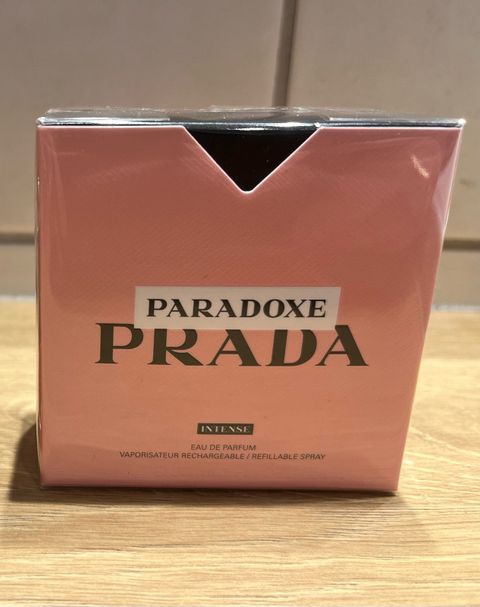 PARADOXE
PRADA
INTENSE
EAU DE PARFUM
VAPORISATEUR RECHARGEABLE / REFILLABLE SPRAY